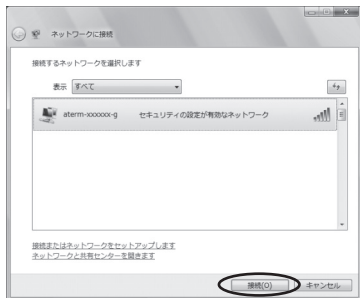 ネットワークに接続
接続するネットワークを選択します
表示 すべて
aterm-xxxxxx-g セキュリティの設定が有効なネットワーク
接続またはネットワークをセットアップします
ネットワークと共有センターを開きます
接続(O) キャンセル